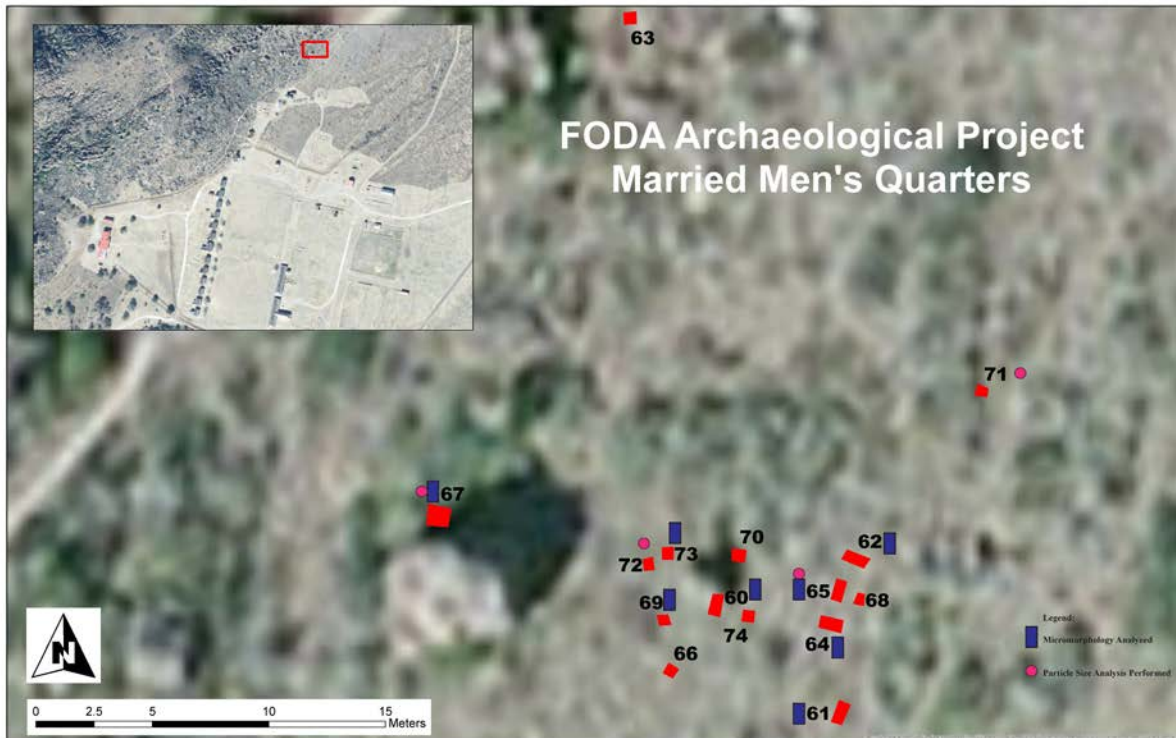 63
FODA Archaeological Project
Married Men's Quarters
71
67
70
62
73
72
69
60
65
68
74
64
66
61
Legend:
Micromorphology Analyzed
Particle Size Analysis Performed
N
0 2.5 5 10 15
Meters